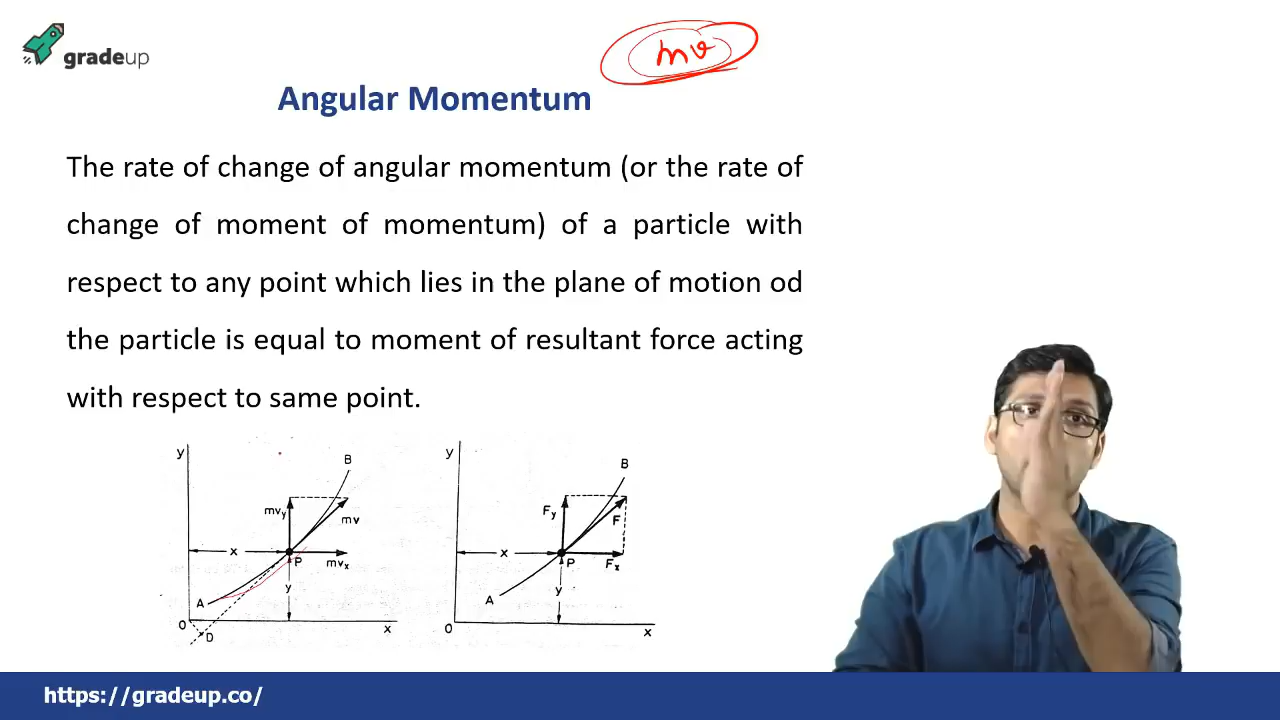 gradeup
mv
Angular Momentum
The rate of change of angular momentum (or the rate of
change of moment of momentum) of a particle with
respect to any point which lies in the plane of motion od
the particle is equal to moment of resultant force acting
with respect to same point.
y
B
mvy
mv
x
P
mvx
A
y
O
D
x
y
B
Fy
F
x
P
Fx
A
y
O
x
https://gradeup.co/